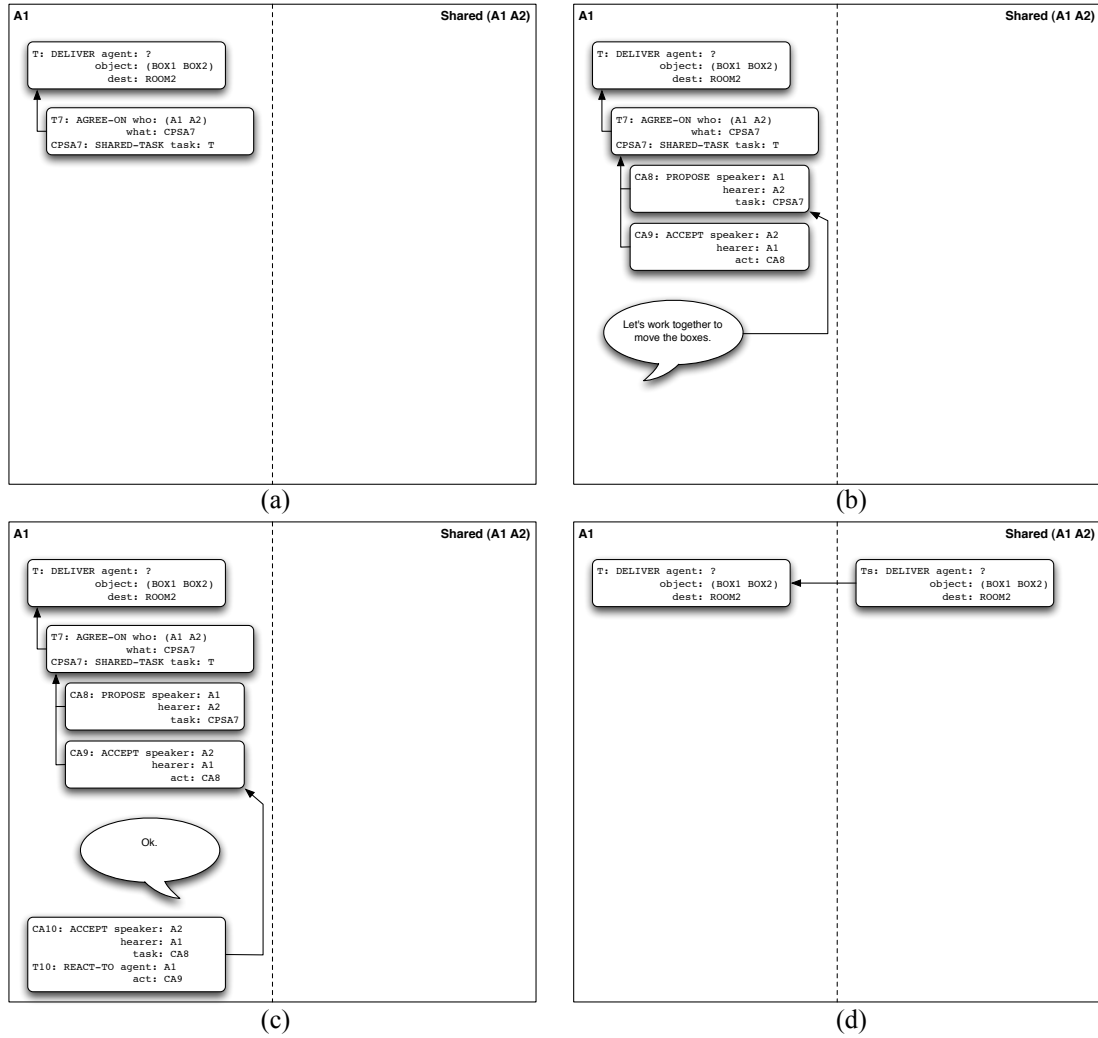 A1
Shared (A1 A2)
T: DELIVER agent: ?
object: (BOX1 BOX2)
dest: ROOM2
T7: AGREE-ON who: (A1 A2)
what: CPSA7
CPSA7: SHARED-TASK task: T
(a)
A1
Shared (A1 A2)
T: DELIVER agent: ?
object: (BOX1 BOX2)
dest: ROOM2
T7: AGREE-ON who: (A1 A2)
what: CPSA7
CPSA7: SHARED-TASK task: T
CA8: PROPOSE speaker: A1
hearer: A2
task: CPSA7
CA9: ACCEPT speaker: A2
hearer: A1
act: CA8
Let's work together to
move the boxes.
(b)
A1
Shared (A1 A2)
T: DELIVER agent: ?
object: (BOX1 BOX2)
dest: ROOM2
T7: AGREE-ON who: (A1 A2)
what: CPSA7
CPSA7: SHARED-TASK task: T
CA8: PROPOSE speaker: A1
hearer: A2
task: CPSA7
CA9: ACCEPT speaker: A2
hearer: A1
act: CA8
Ok.
CA10: ACCEPT speaker: A2
hearer: A1
task: CA8
T10: REACT-TO agent: A1
act: CA9
(c)
A1
Shared (A1 A2)
T: DELIVER agent: ?
object: (BOX1 BOX2)
dest: ROOM2
Ts: DELIVER agent: ?
object: (BOX1 BOX2)
dest: ROOM2
(d)